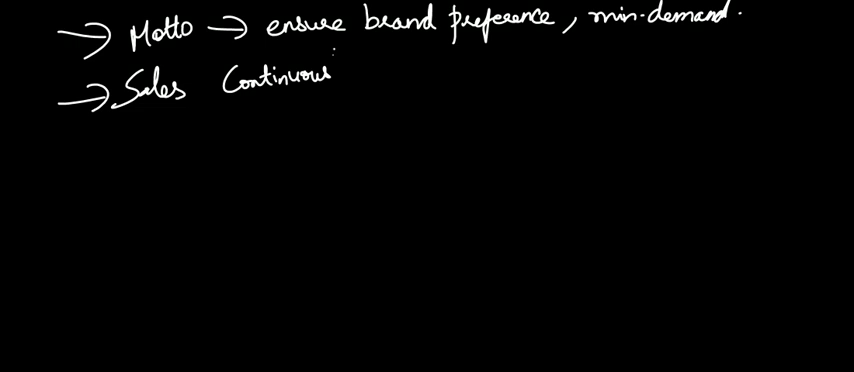 → Motto → ensure brand preference, min-demand.
→ Sales Continuous